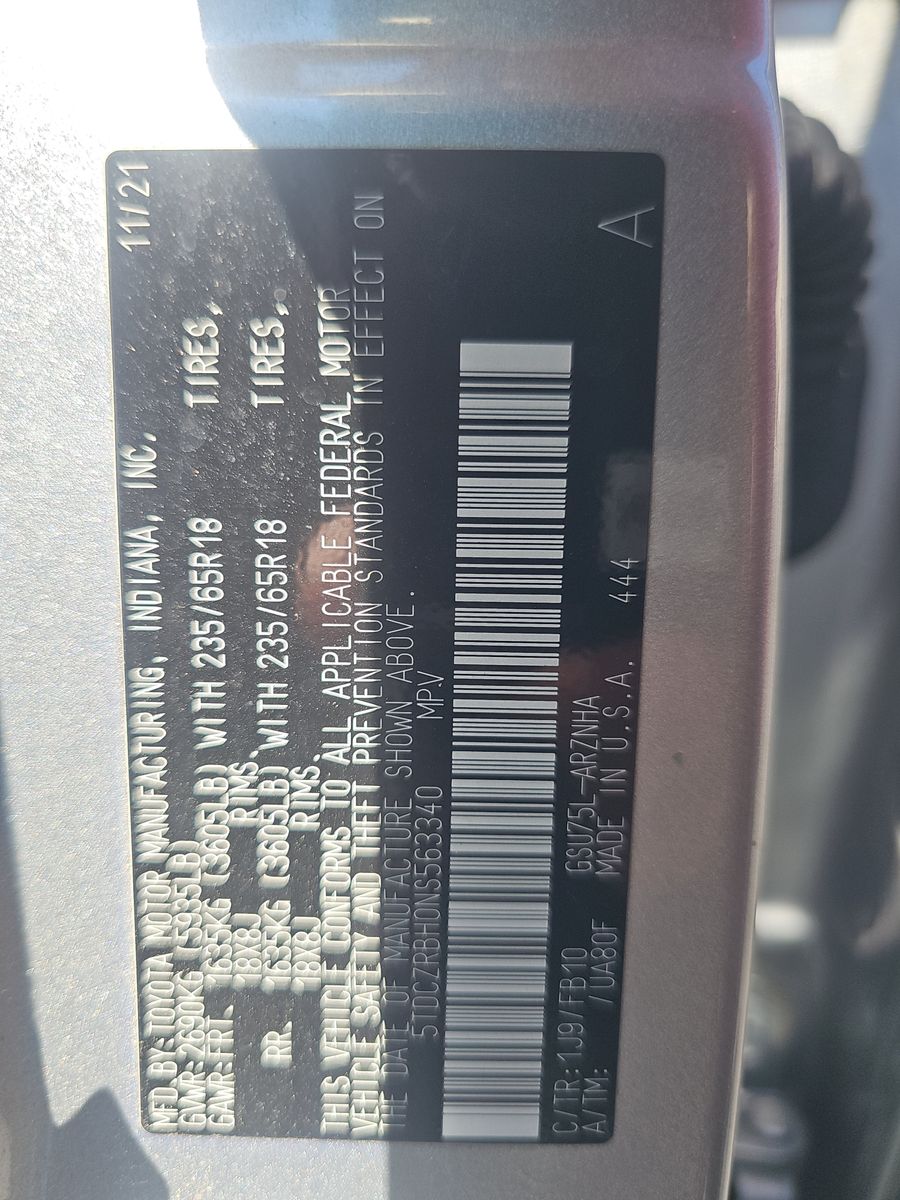 MFD BY:TOYOTA MOTOR MANUFACTURING, INDIANA, INC. 11/21
GVWR:2690KG (5935LB)
GAWR:FRT. 1635KG (3605LB) WITH 235/65R18 TIRES,
18X8J RIMS,
RR. 1635KG (3605LB) WITH 235/65R18 TIRES,
18X8J RIMS.
THIS VEHICLE CONFORMS TO ALL APPLICABLE FEDERAL MOTOR
VEHICLE SAFETY AND THEFT PREVENTION STANDARDS IN EFFECT ON
THE DATE OF MANUFACTURE SHOWN ABOVE.
5TDCZRBH0NS563340 MPV
C/TR:1J9/FB10 GSU75L-ARZNHA
A/TM: /UA80F MADE IN U.S.A. 444 A